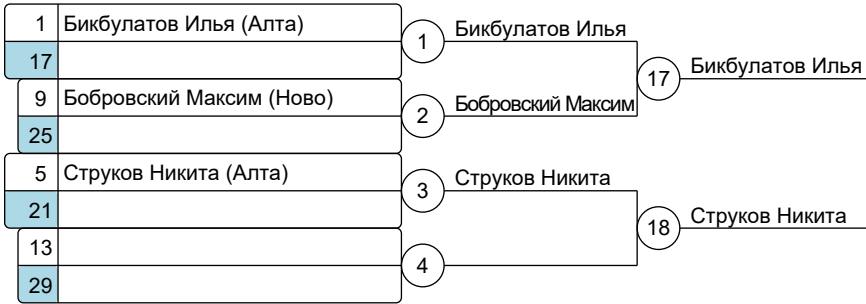 1 Бикбулатов Илья (Алта)
17
1
Бикбулатов Илья
9 Бобровский Максим (Ново)
25
2
Бобровский Максим
17
Бикбулатов Илья
5 Струков Никита (Алта)
21
3
Струков Никита
13
29
4
18
Струков Никита